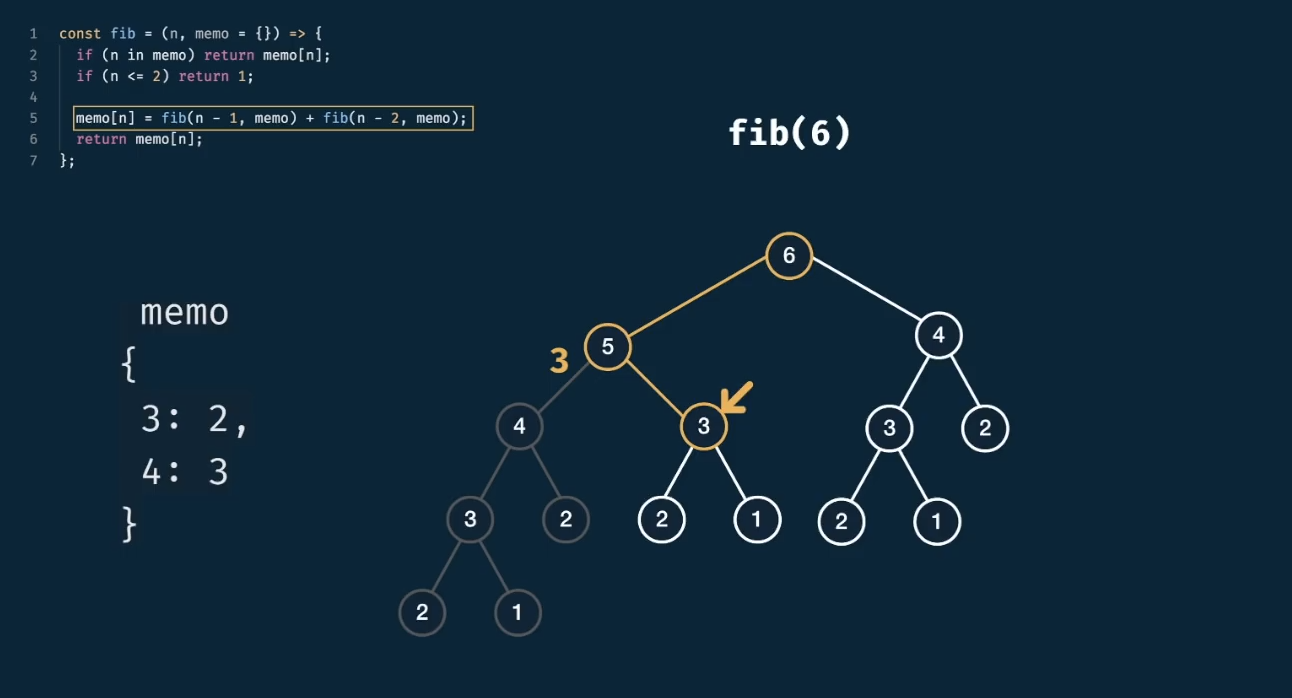 1 const fib = (n, memo = {}) => {
2 if (n in memo) return memo[n];
3 if (n <= 2) return 1;
4
5 memo[n] = fib(n - 1, memo) + fib(n - 2, memo);
6 return memo[n];
7 };
fib(6)
memo
{
3: 2,
4: 3
}
6
4
3 5
4 3 3 2
3 2 2 1 2 1
2 1